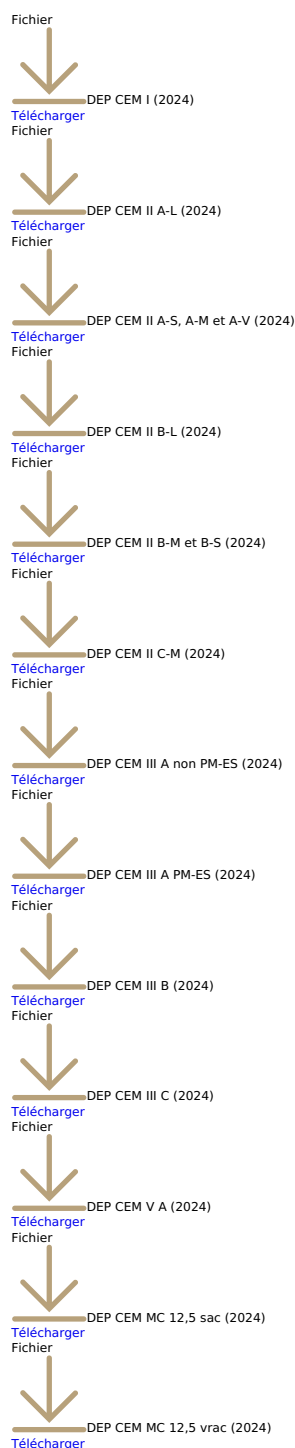 Fichier
DEP CEM I (2024)
Télécharger
Fichier
DEP CEM II A-L (2024)
Télécharger
Fichier
DEP CEM II A-S, A-M et A-V (2024)
Télécharger
Fichier
DEP CEM II B-L (2024)
Télécharger
Fichier
DEP CEM II B-M et B-S (2024)
Télécharger
Fichier
DEP CEM II C-M (2024)
Télécharger
Fichier
DEP CEM III A non PM-ES (2024)
Télécharger
Fichier
DEP CEM III A PM-ES (2024)
Télécharger
Fichier
DEP CEM III B (2024)
Télécharger
Fichier
DEP CEM III C (2024)
Télécharger
Fichier
DEP CEM V A (2024)
Télécharger
Fichier
DEP CEM MC 12,5 sac (2024)
Télécharger
Fichier
DEP CEM MC 12,5 vrac (2024)
Télécharger